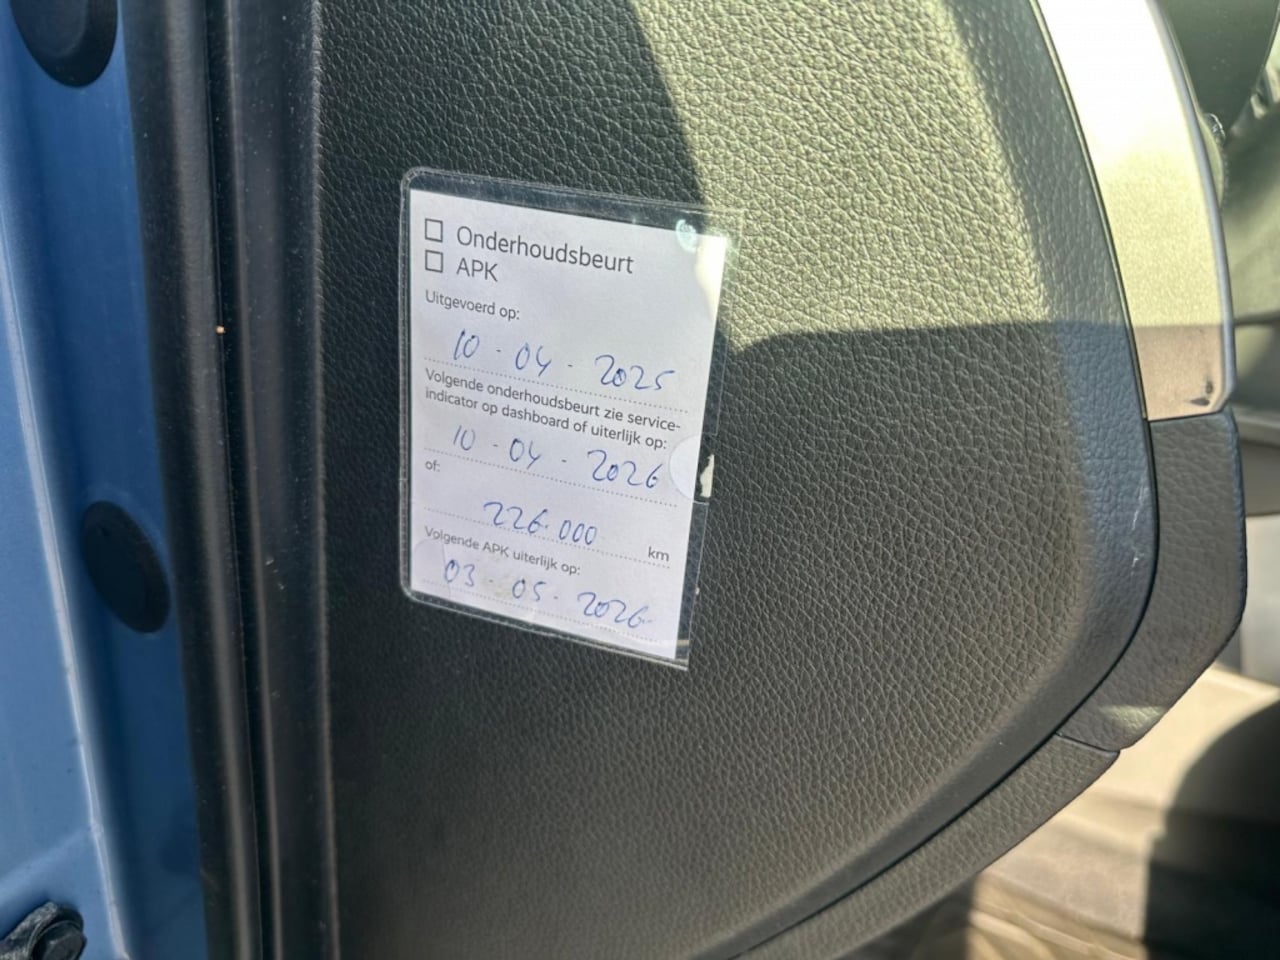 ☐ Onderhoudsbeurt
☐ APK
Uitgevoerd op:
10 - 04 - 2025
Volgende onderhoudsbeurt zie service-
indicator op dashboard of uiterlijk op:
10 - 04 - 2026
of:
226.000 km
Volgende APK uiterlijk op:
03 - 05 - 2026